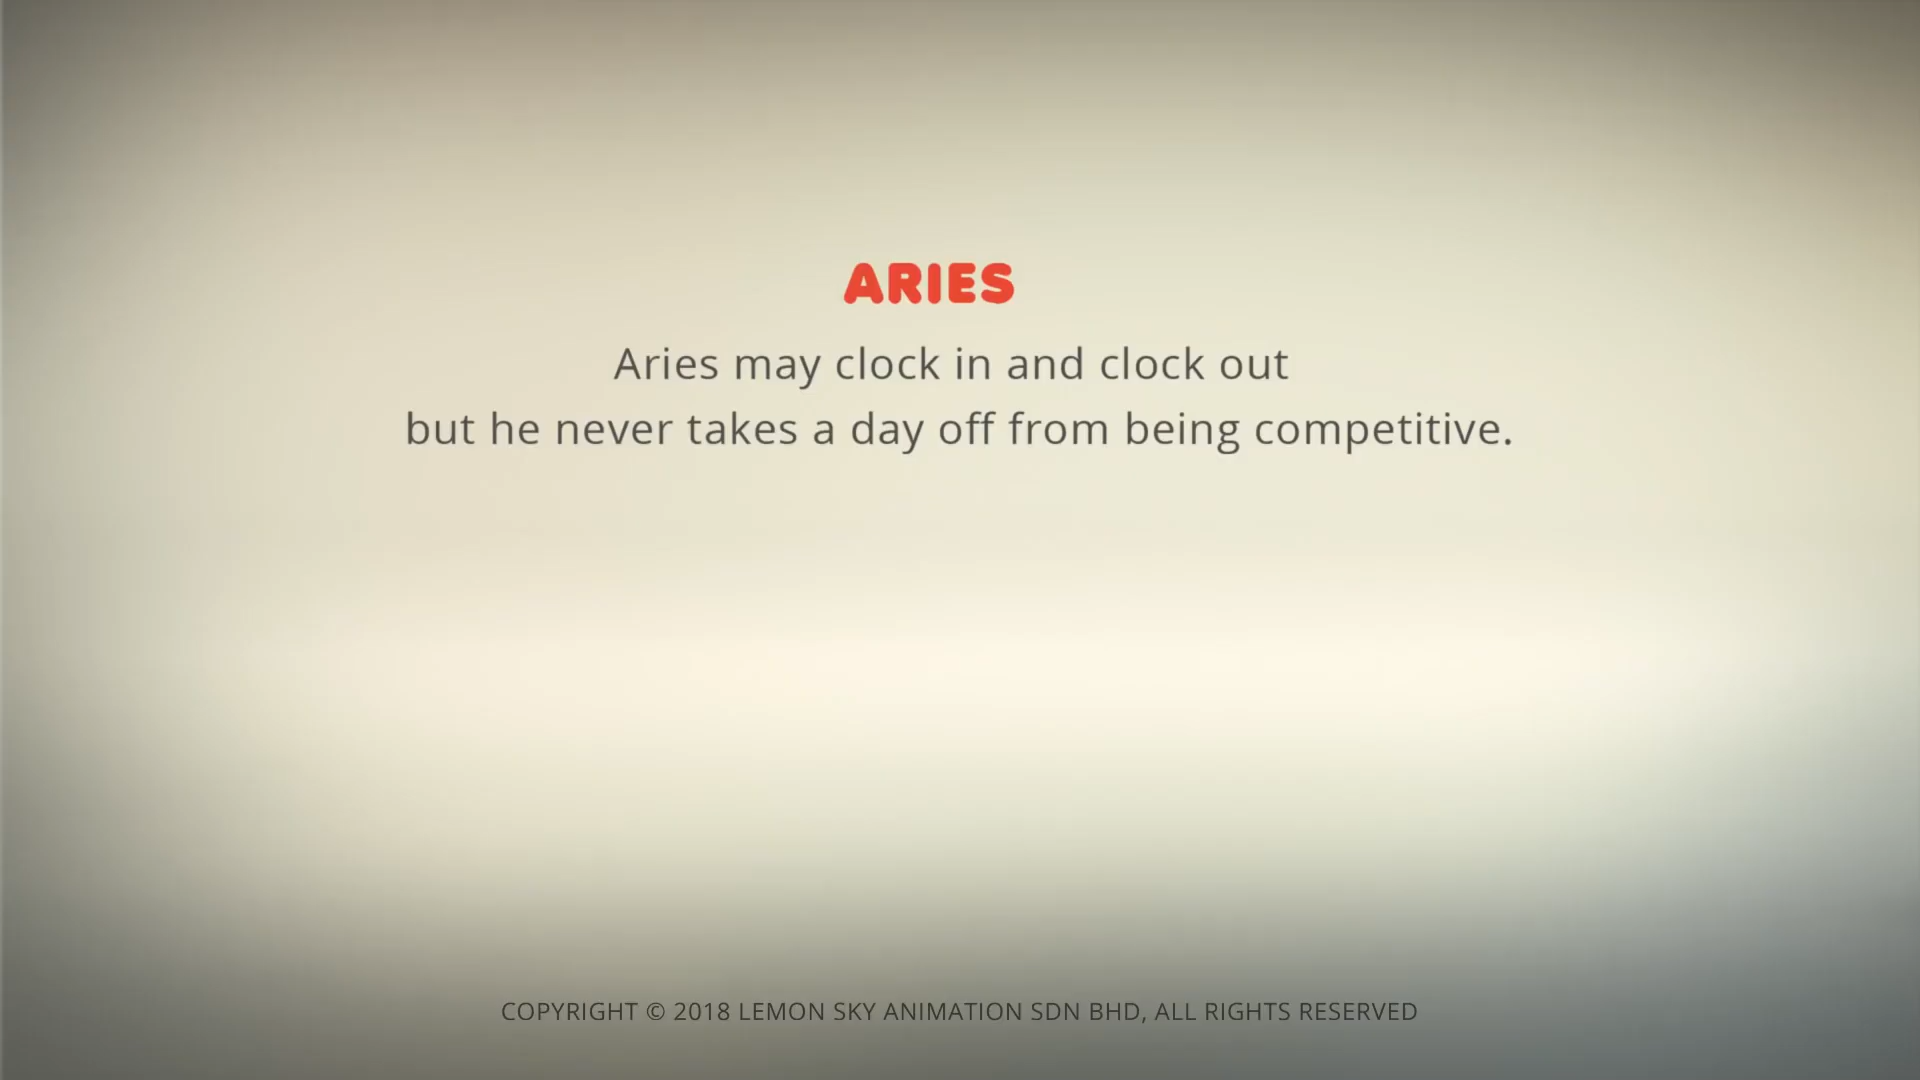 ARIES
Aries may clock in and clock out
but he never takes a day off from being competitive.
COPYRIGHT © 2018 LEMON SKY ANIMATION SDN BHD, ALL RIGHTS RESERVED